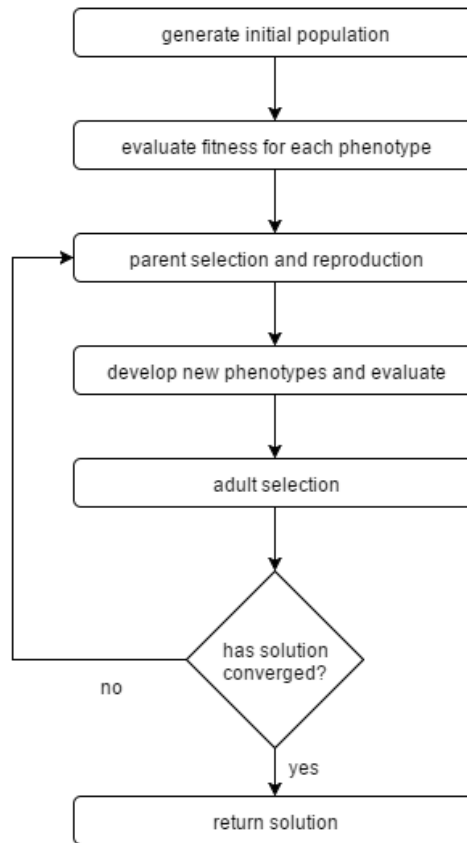 generate initial population
evaluate fitness for each phenotype
parent selection and reproduction
develop new phenotypes and evaluate
adult selection
has solution
converged?
no
yes
return solution